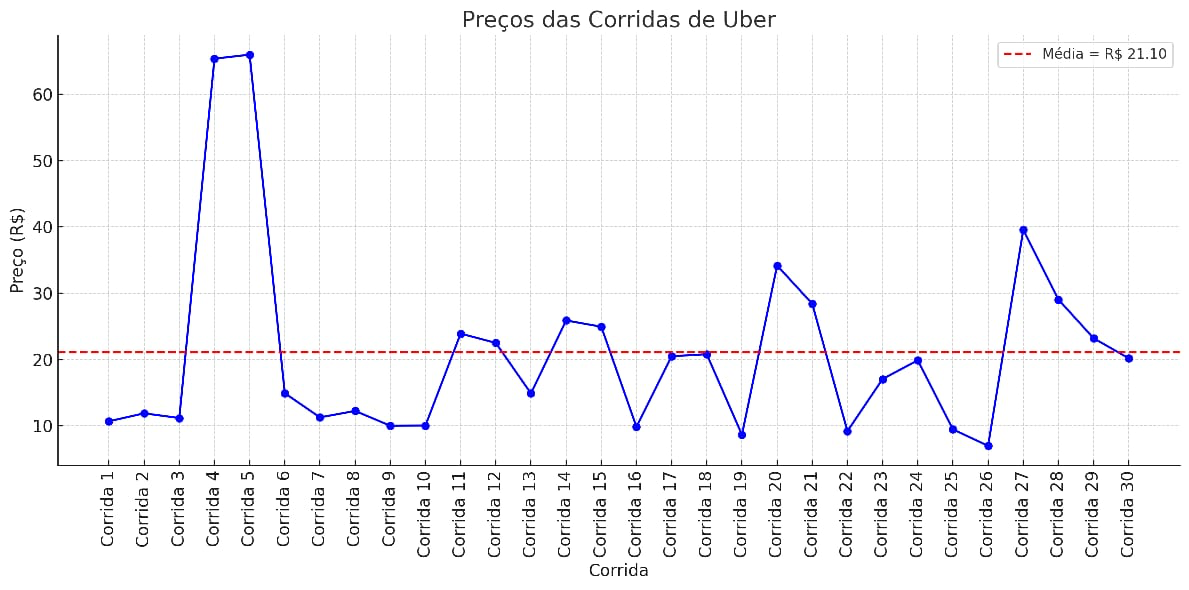 Preços das Corridas de Uber
Média = R$ 21.10
Preço (R$)
60
50
40
30
20
10
Corrida 1
Corrida 2
Corrida 3
Corrida 4
Corrida 5
Corrida 6
Corrida 7
Corrida 8
Corrida 9
Corrida 10
Corrida 11
Corrida 12
Corrida 13
Corrida 14
Corrida 15
Corrida 16
Corrida 17
Corrida 18
Corrida 19
Corrida 20
Corrida 21
Corrida 22
Corrida 23
Corrida 24
Corrida 25
Corrida 26
Corrida 27
Corrida 28
Corrida 29
Corrida 30
Corrida